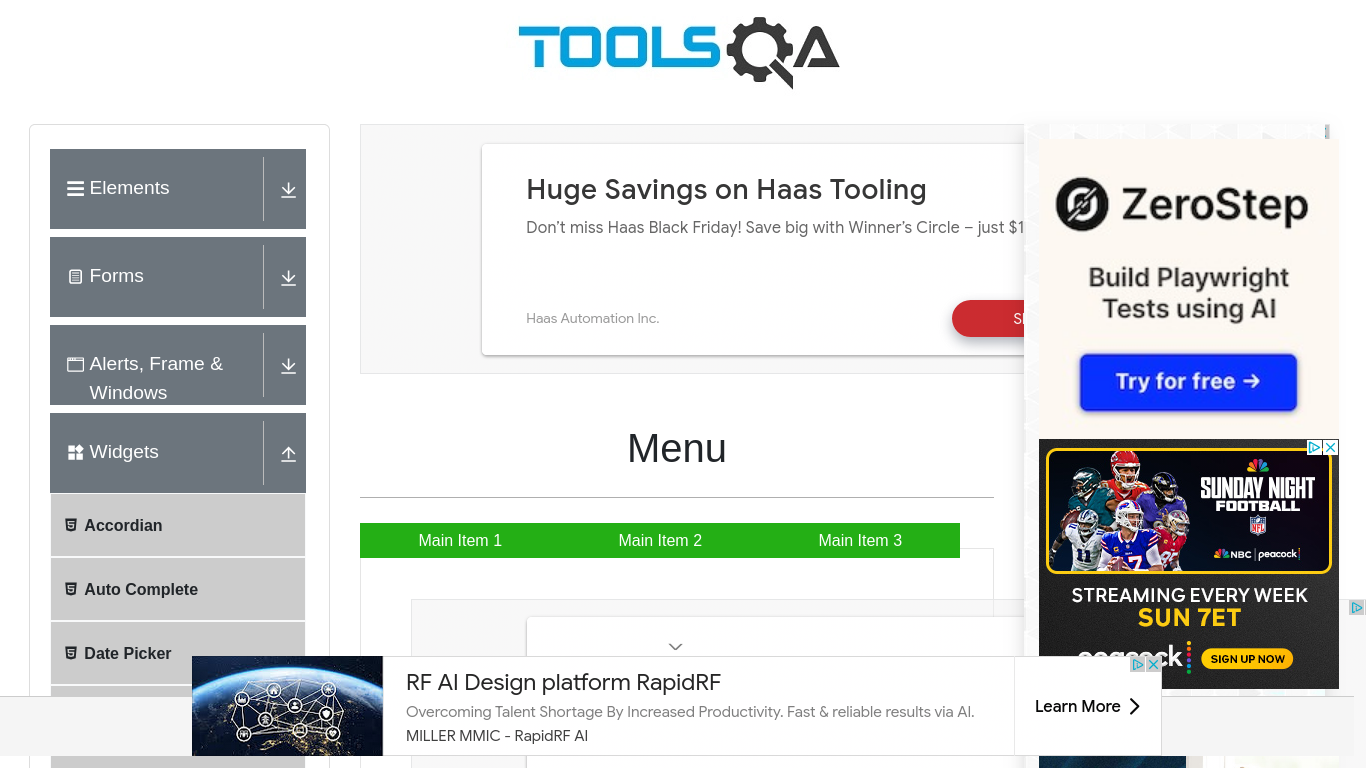 TOOLSQA
Elements
Forms
Alerts, Frame &
Windows
Widgets
Accordian
Auto Complete
Date Picker
Huge Savings on Haas Tooling
Don’t miss Haas Black Friday! Save big with Winner’s Circle – just $1
Haas Automation Inc.
Menu
Main Item 1
Main Item 2
Main Item 3
ZeroStep
Build Playwright
Tests using AI
Try for free →
SUNDAY NIGHT
FOOTBALL
NFL
NBC | peacock
STREAMING EVERY WEEK
SUN 7ET
peacock
SIGN UP NOW
RF AI Design platform RapidRF
Overcoming Talent Shortage By Increased Productivity. Fast & reliable results via AI.
MILLER MMIC - RapidRF AI
Learn More